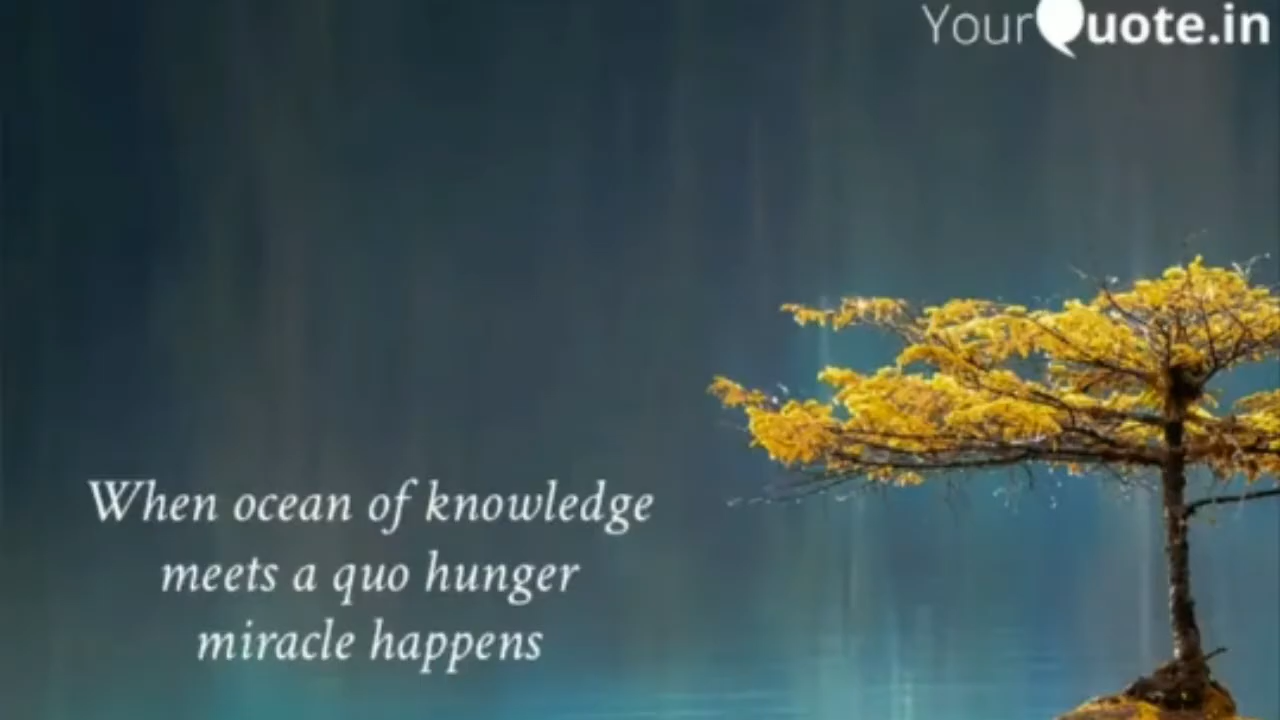 YourQuote.in
When ocean of knowledge
meets a quo hunger
miracle happens